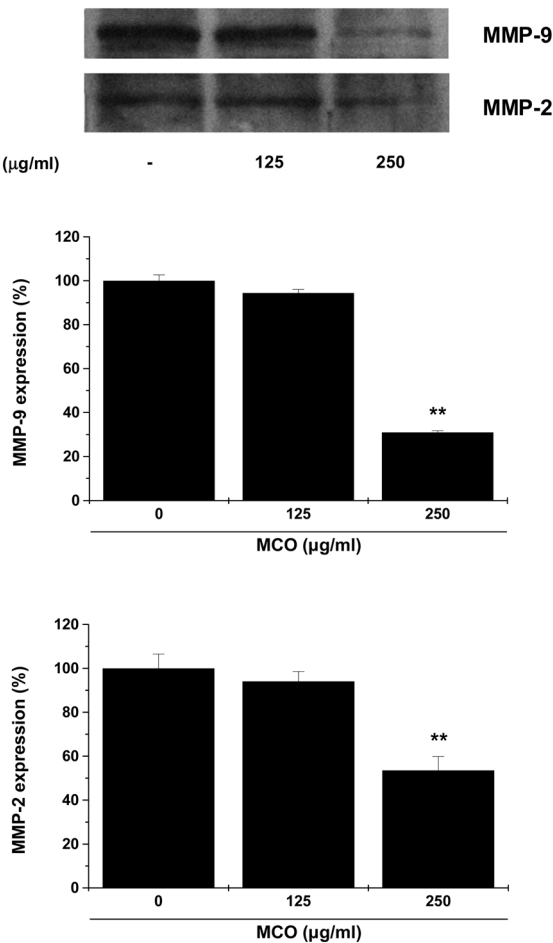 MMP-9
MMP-2
(μg/ml) - 125 250
120
100
80
60
40
20
0
MMP-9 expression (%)
**
0 125 250
MCO (μg/ml)
120
100
80
60
40
20
0
MMP-2 expression (%)
**
0 125 250
MCO (μg/ml)